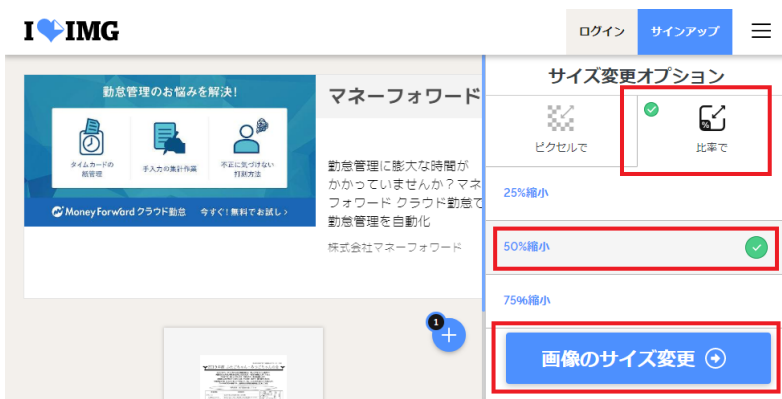 I IMG
ログイン
サインアップ
勤怠管理のお悩みを解決!
タイムカードの
紙管理
手入力の集計作業
不正に気づけない
打刻方法
Money Forward クラウド勤怠 今すぐ!無料でお試し>
マネーフォワード
勤怠管理に膨大な時間が
かかっていませんか?マネ
フォワード クラウド勤怠で
勤怠管理を自動化
株式会社マネーフォワード
1
サイズ変更オプション
ピクセルで
%
比率で
25%縮小
50%縮小
75%縮小
画像のサイズ変更